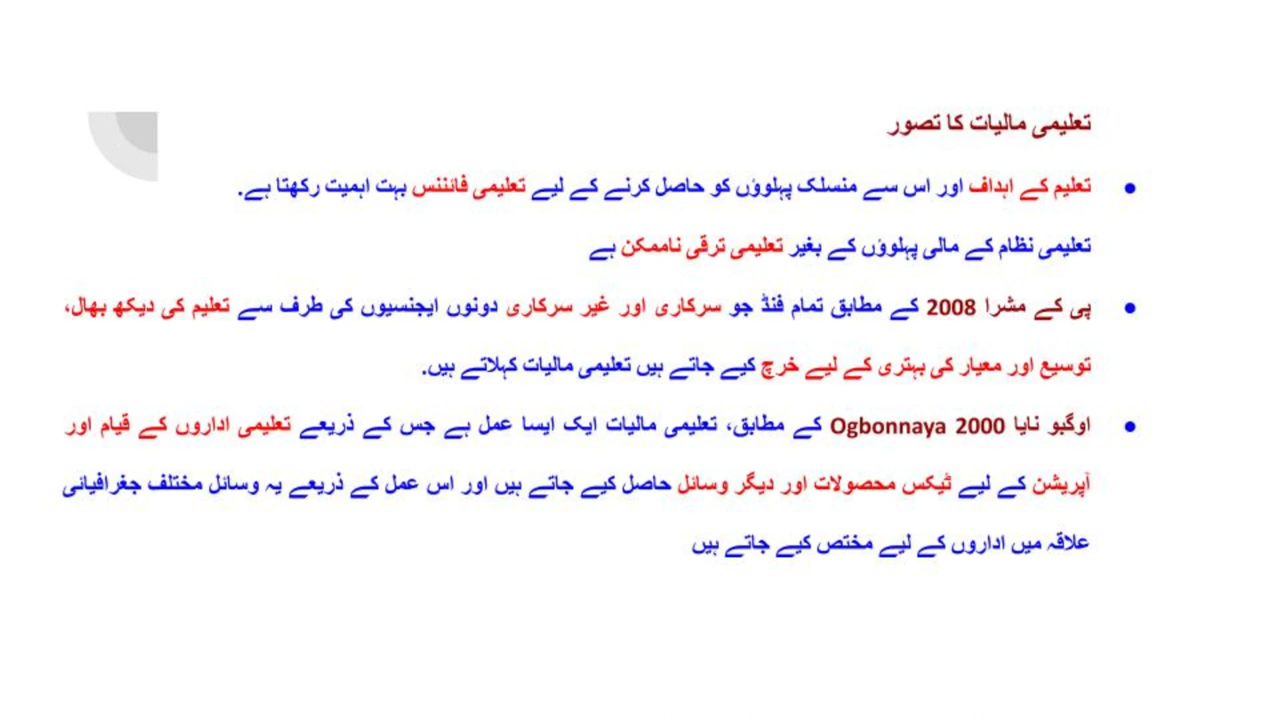 تعلیمی مالیات کا تصور
● تعلیم کے اہداف اور اس سے منسلک پہلوؤں کو حاصل کرنے کے لیے تعلیمی فائننس بہت اہمیت رکھتا ہے۔
تعلیمی نظام کے مالی پہلوؤں کے بغیر تعلیمی ترقی ناممکن ہے
● پی کے مشرا 2008 کے مطابق تمام فنڈ جو سرکاری اور غیر سرکاری دونوں ایجنسیوں کی طرف سے تعلیم کی دیکھ بھال،
توسیع اور معیار کی بہتری کے لیے خرچ کیے جاتے ہیں تعلیمی مالیات کہلاتے ہیں۔
● اوگبو نایا Ogbonnaya 2000 کے مطابق، تعلیمی مالیات ایک ایسا عمل ہے جس کے ذریعے تعلیمی اداروں کے قیام اور
آپریشن کے لیے ٹیکس محصولات اور دیگر وسائل حاصل کیے جاتے ہیں اور اس عمل کے ذریعے یہ وسائل مختلف جغرافیائی
علاقہ میں اداروں کے لیے مختص کیے جاتے ہیں